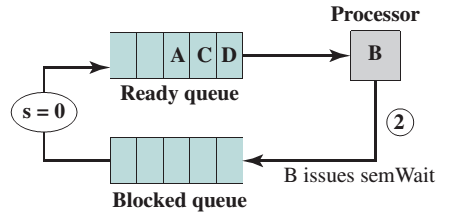 Processor
A C D
B
Ready queue
s = 0
2
B issues semWait
Blocked queue